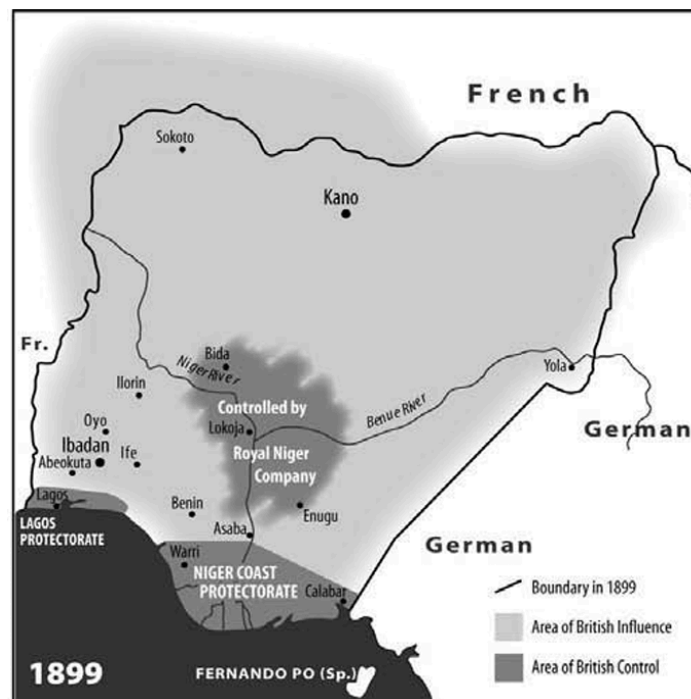 French
Sokoto
Kano
Fr.
Bida
Niger River
Yola
Ilorin
Controlled by
Benue River
Oyo
Lokoja
German
Ibadan
Royal Niger
Ife
Abeokuta
Company
Lagos
Benin
Enugu
LAGOS
PROTECTORATE
Asaba
German
Warri
NIGER COAST
PROTECTORATE
Calabar
Boundary in 1899
Area of British Influence
Area of British Control
1899
FERNANDO PO (Sp.)